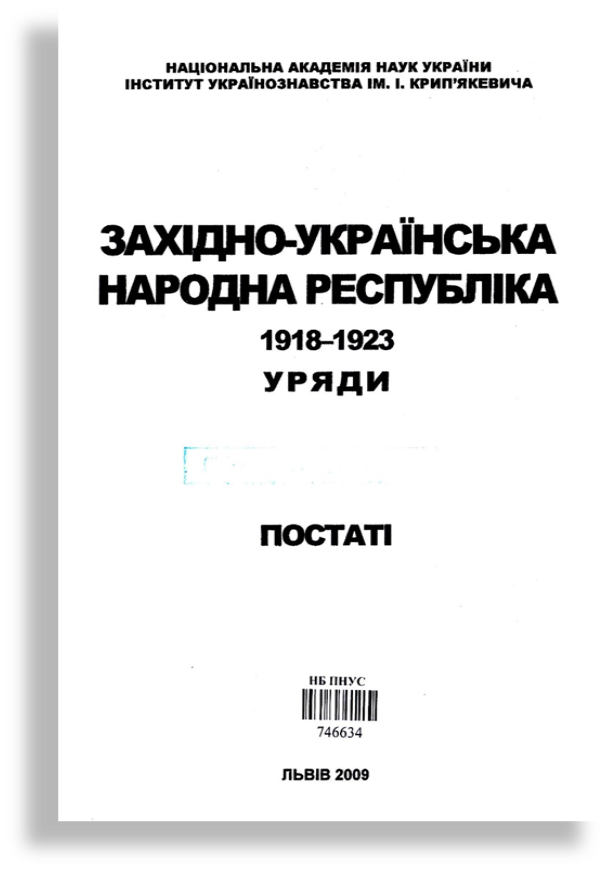 НАЦІОНАЛЬНА АКАДЕМІЯ НАУК УКРАЇНИ
ІНСТИТУТ УКРАЇНОЗНАВСТВА ІМ. І. КРИП'ЯКЕВИЧА
ЗАХІДНО-УКРАЇНСЬКА
НАРОДНА РЕСПУБЛІКА
1918–1923
УРЯДИ
ПОСТАТІ
НБ ПНУС
746634
ЛЬВІВ 2009